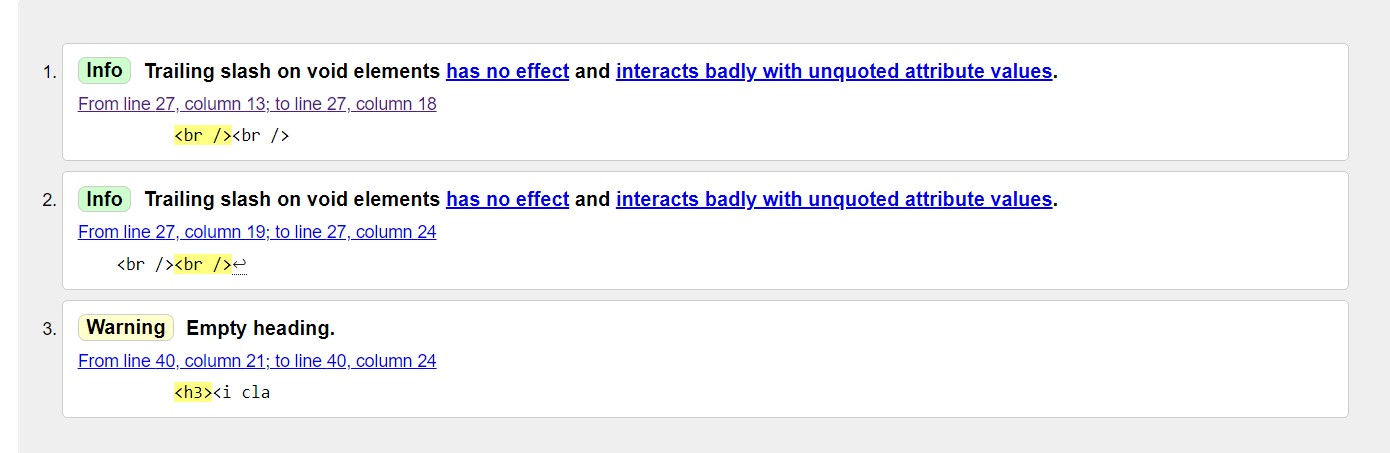 1. Info Trailing slash on void elements has no effect and interacts badly with unquoted attribute values.
From line 27, column 13; to line 27, column 18
<br /><br />
2. Info Trailing slash on void elements has no effect and interacts badly with unquoted attribute values.
From line 27, column 19; to line 27, column 24
<br /><br />↩
3. Warning Empty heading.
From line 40, column 21; to line 40, column 24
<h3><i cla